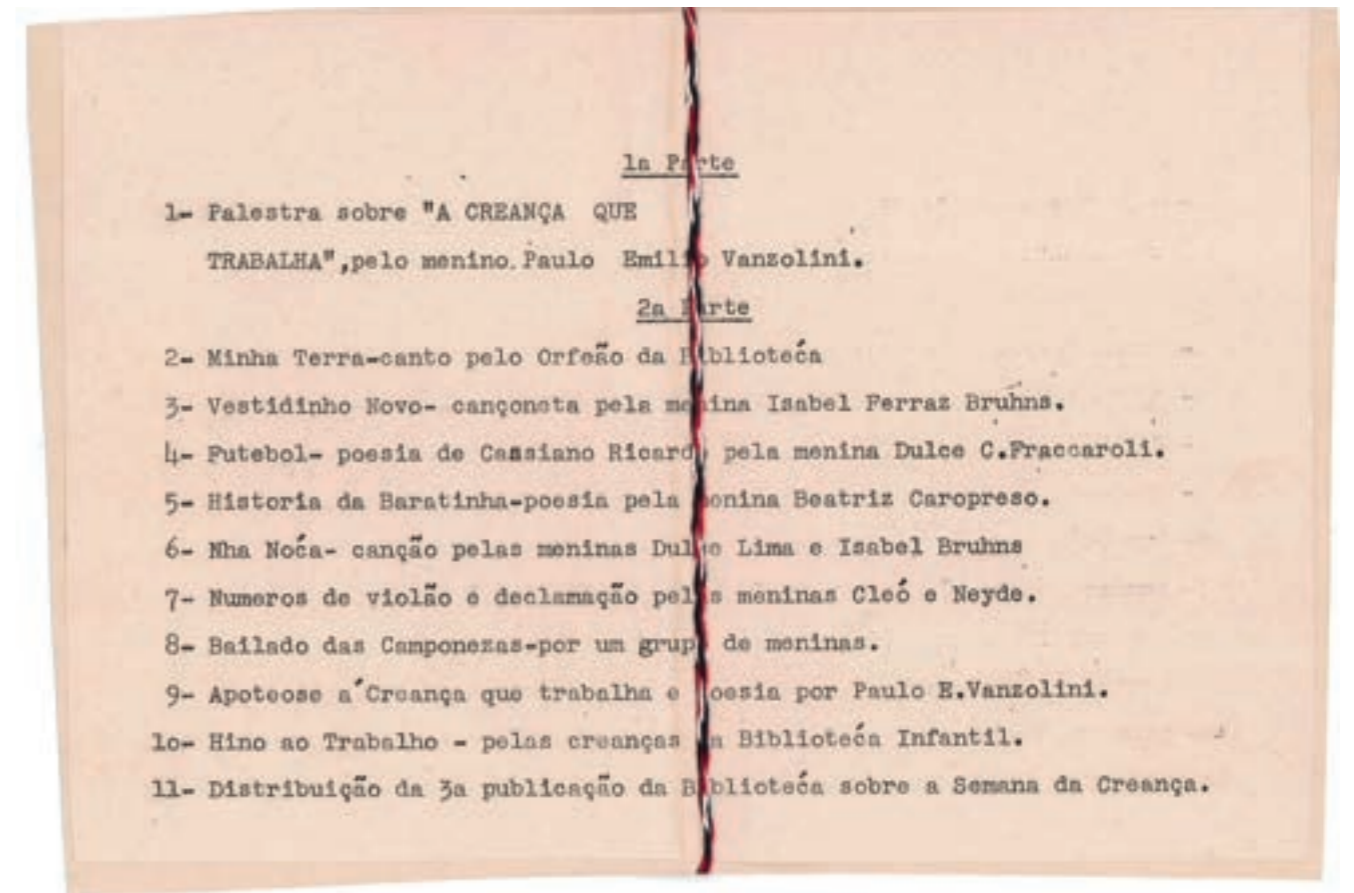 1a Parte
1- Palestra sobre "A CREANÇA QUE
TRABALHA",pelo menino Paulo Emilio Vanzolini.
2a Parte
2- Minha Terra-canto pelo Orfeão da Bibliotéca
3- Vestidinho Novo- cançoneta pela menina Isabel Ferraz Bruhns.
4- Futebol- poesia de Cassiano Ricardo pela menina Dulce C.Fraccaroli.
5- Historia da Baratinha-poesia pela menina Beatriz Caropreso.
6- Nha Nóca- canção pelas meninas Dulce Lima e Isabel Bruhns
7- Numeros de violão e declamação pelas meninas Cleó e Neyde.
8- Bailado das Camponezas-por um grupo de meninas.
9- Apoteose a´Creança que trabalha e poesia por Paulo E.Vanzolini.
1o- Hino ao Trabalho - pelas creanças da Bibliotéca Infantil.
11- Distribuição da 3a publicação da Bibliotéca sobre a Semana da Creança.